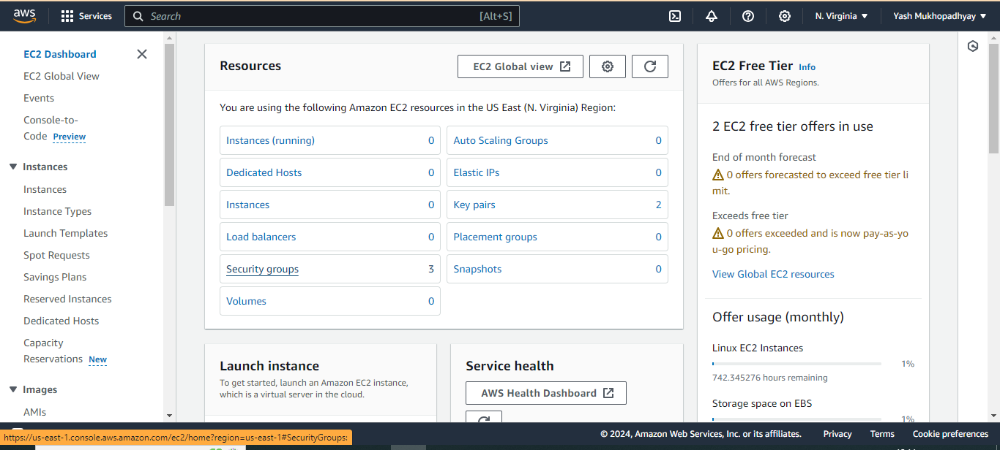 aws
Services
Search
[Alt+S]
N. Virginia
Yash Mukhopadhyay
EC2 Dashboard
EC2 Global View
Events
Console-to-
Code Preview
Instances
Instances
Instance Types
Launch Templates
Spot Requests
Savings Plans
Reserved Instances
Dedicated Hosts
Capacity
Reservations New
Images
AMIs
Resources
EC2 Global view
You are using the following Amazon EC2 resources in the US East (N. Virginia) Region:
Instances (running) 0
Auto Scaling Groups 0
Dedicated Hosts 0
Elastic IPs 0
Instances 0
Key pairs 2
Load balancers 0
Placement groups 0
Security groups 3
Snapshots 0
Volumes 0
Launch instance
To get started, launch an Amazon EC2 instance,
which is a virtual server in the cloud.
Service health
AWS Health Dashboard
EC2 Free Tier Info
Offers for all AWS Regions.
2 EC2 free tier offers in use
End of month forecast
0 offers forecasted to exceed free tier li
mit.
Exceeds free tier
0 offers exceeded and is now pay-as-yo
u-go pricing.
View Global EC2 resources
Offer usage (monthly)
Linux EC2 Instances
1%
742.345276 hours remaining
Storage space on EBS
1%
https://us-east-1.console.aws.amazon.com/ec2/home?region=us-east-1#SecurityGroups:
© 2024, Amazon Web Services, Inc. or its affiliates.
Privacy
Terms
Cookie preferences